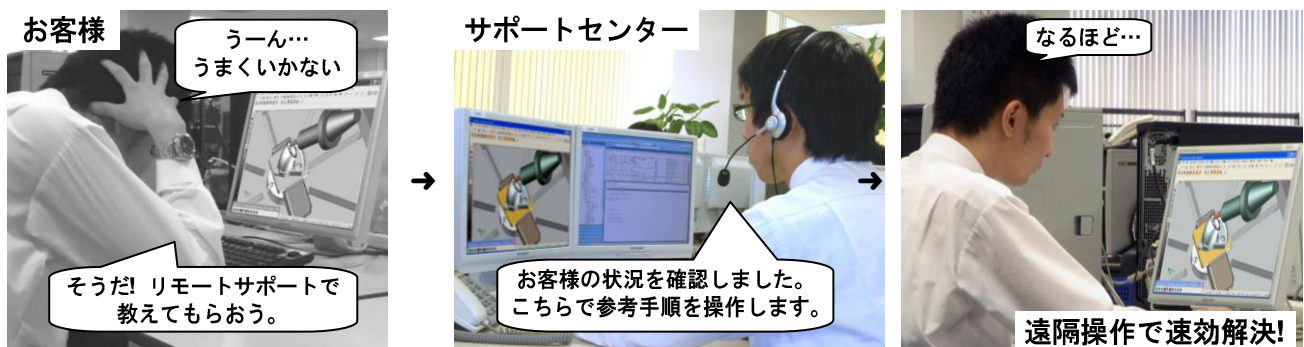 お客様
うーん…
うまくいかない
そうだ! リモートサポートで
教えてもらおう。
→
サポートセンター
お客様の状況を確認しました。
こちらで参考手順を操作します。
→
なるほど…
遠隔操作で速効解決!